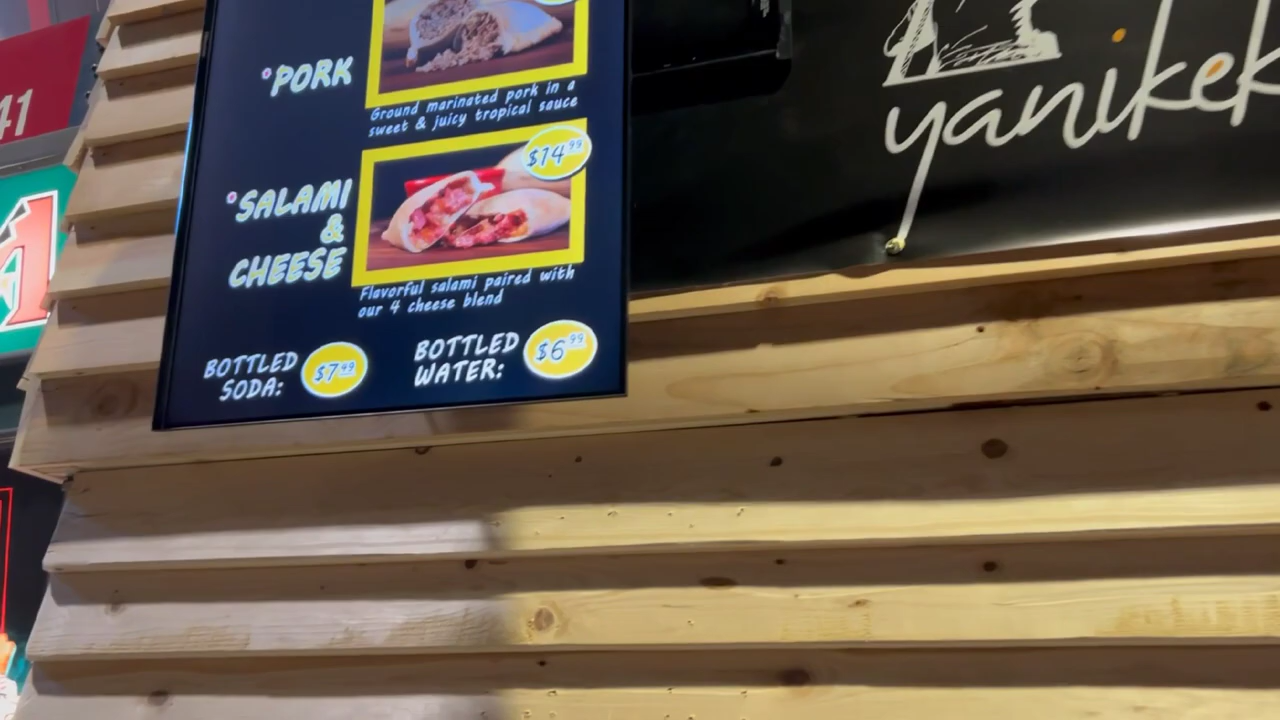 41
°PORK
Ground marinated pork in a
sweet & juicy tropical sauce
$14.99
°SALAMI
&
CHEESE
Flavorful salami paired with
our 4 cheese blend
BOTTLED
SODA:
$7.99
BOTTLED
WATER:
$6.99
yanikek